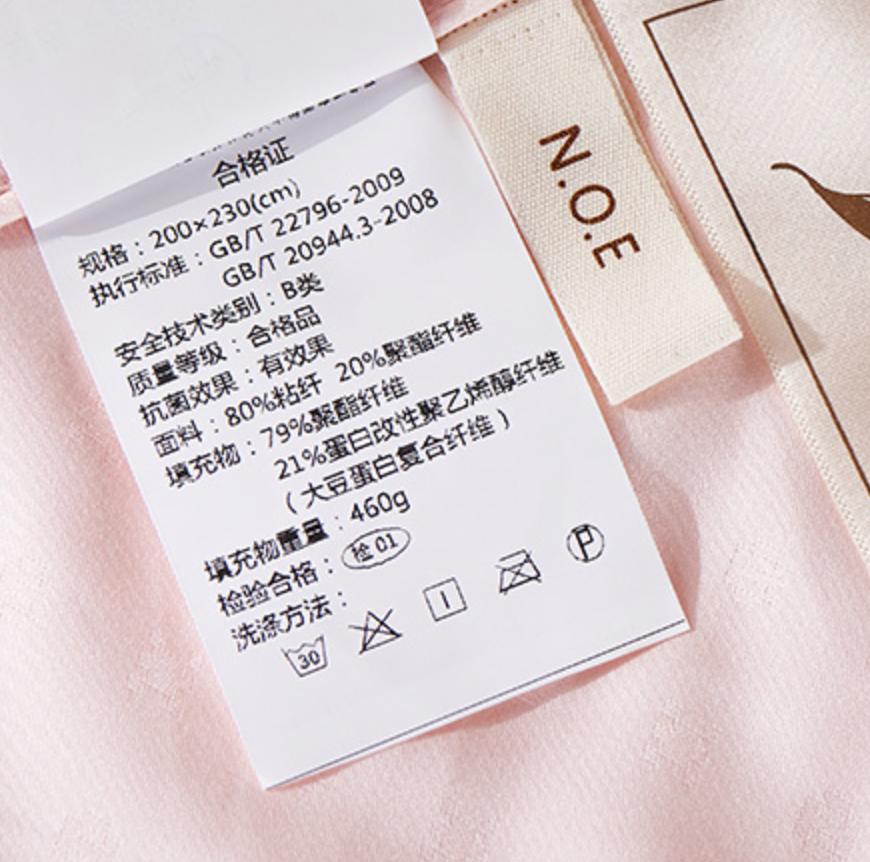 合格证
规格：200×230(cm)
执行标准：GB/T 22796-2009
GB/T 20944.3-2008
安全技术类别：B类
质量等级：合格品
抗菌效果：有效果
面料：80%粘纤 20%聚酯纤维
填充物：79%聚酯纤维
21%蛋白改性聚乙烯醇纤维
（大豆蛋白复合纤维）
填充物重量：460g
检验合格：检 01
洗涤方法：
30
P
N.O.E